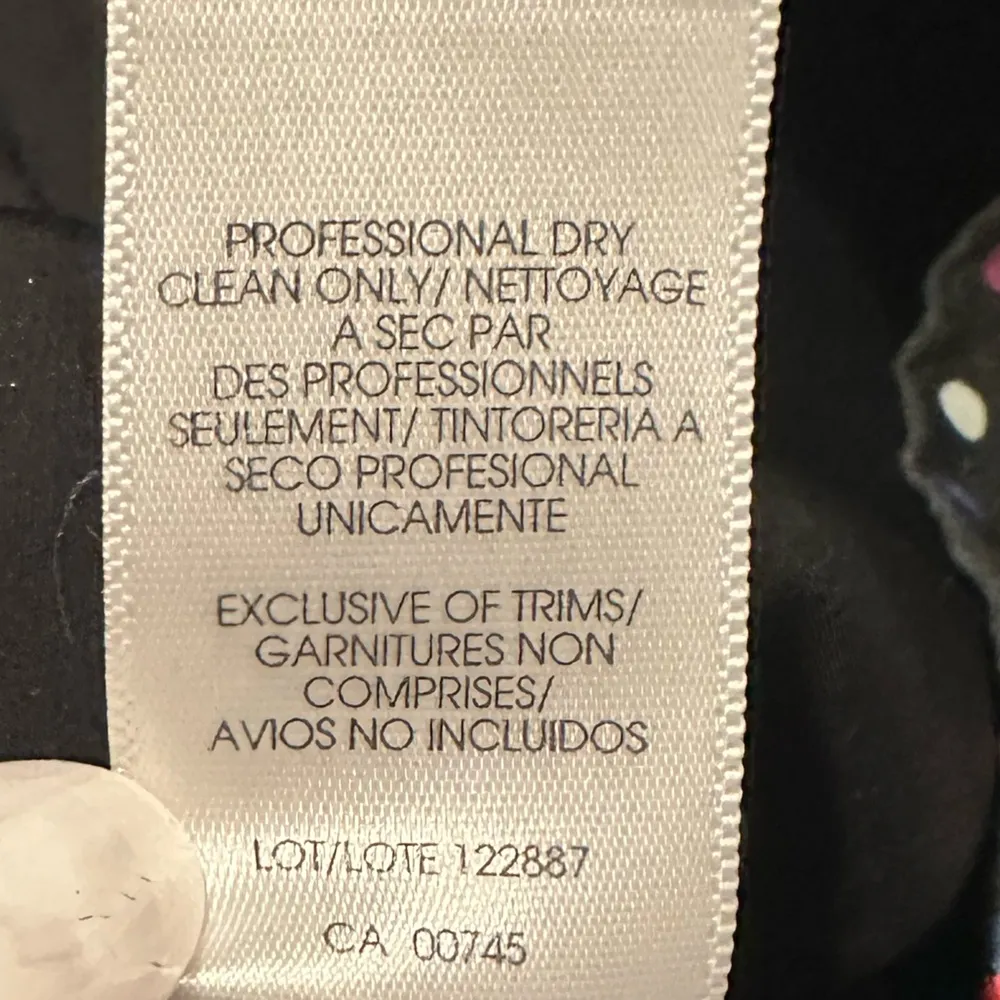 PROFESSIONAL DRY
CLEAN ONLY/ NETTOYAGE
A SEC PAR
DES PROFESSIONNELS
SEULEMENT/ TINTORERIA A
SECO PROFESIONAL
UNICAMENTE
EXCLUSIVE OF TRIMS/
GARNITURES NON
COMPRISES/
AVIOS NO INCLUIDOS
LOT/LOTE 122887
CA 00745